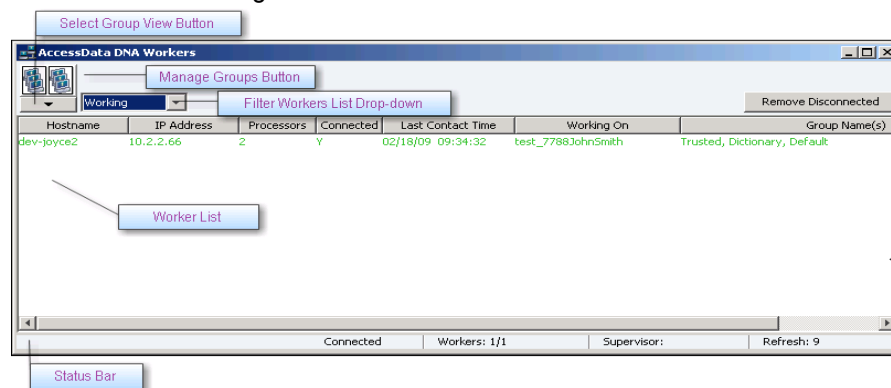 Select Group View Button
AccessData DNA Workers
Manage Groups Button
Working
Filter Workers List Drop-down
Remove Disconnected
Hostname IP Address Processors Connected Last Contact Time Working On Group Name(s)
dev-joyce2 10.2.2.66 2 Y 02/18/09 09:34:32 test_7788JohnSmith Trusted, Dictionary, Default
Worker List
Connected Workers: 1/1 Supervisor: Refresh: 9
Status Bar